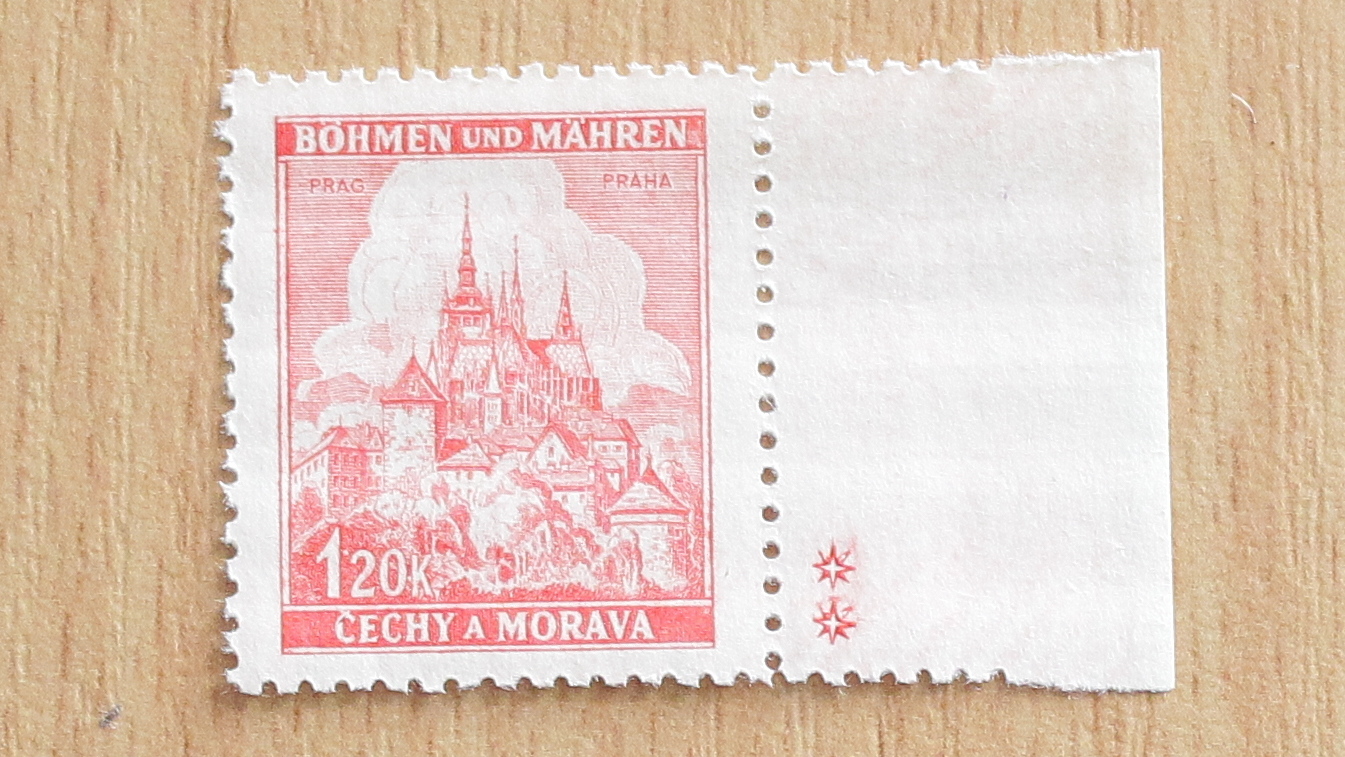 BÖHMEN UND MÄHREN
PRAG PRAHA
1'20K
ČECHY A MORAVA